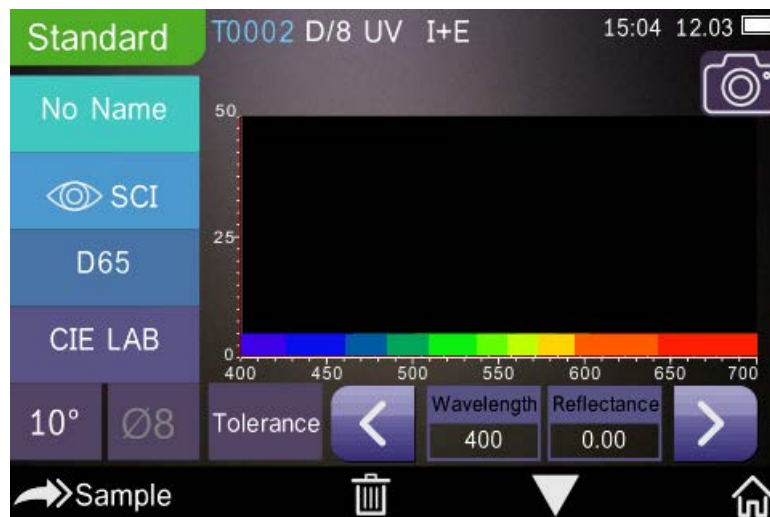 Standard
T0002 D/8 UV I+E
15:04 12.03
No Name
SCI
D65
CIE LAB
10°
Ø8
50
25
0
400 450 500 550 600 650 700
Tolerance
Wavelength
400
Reflectance
0.00
Sample